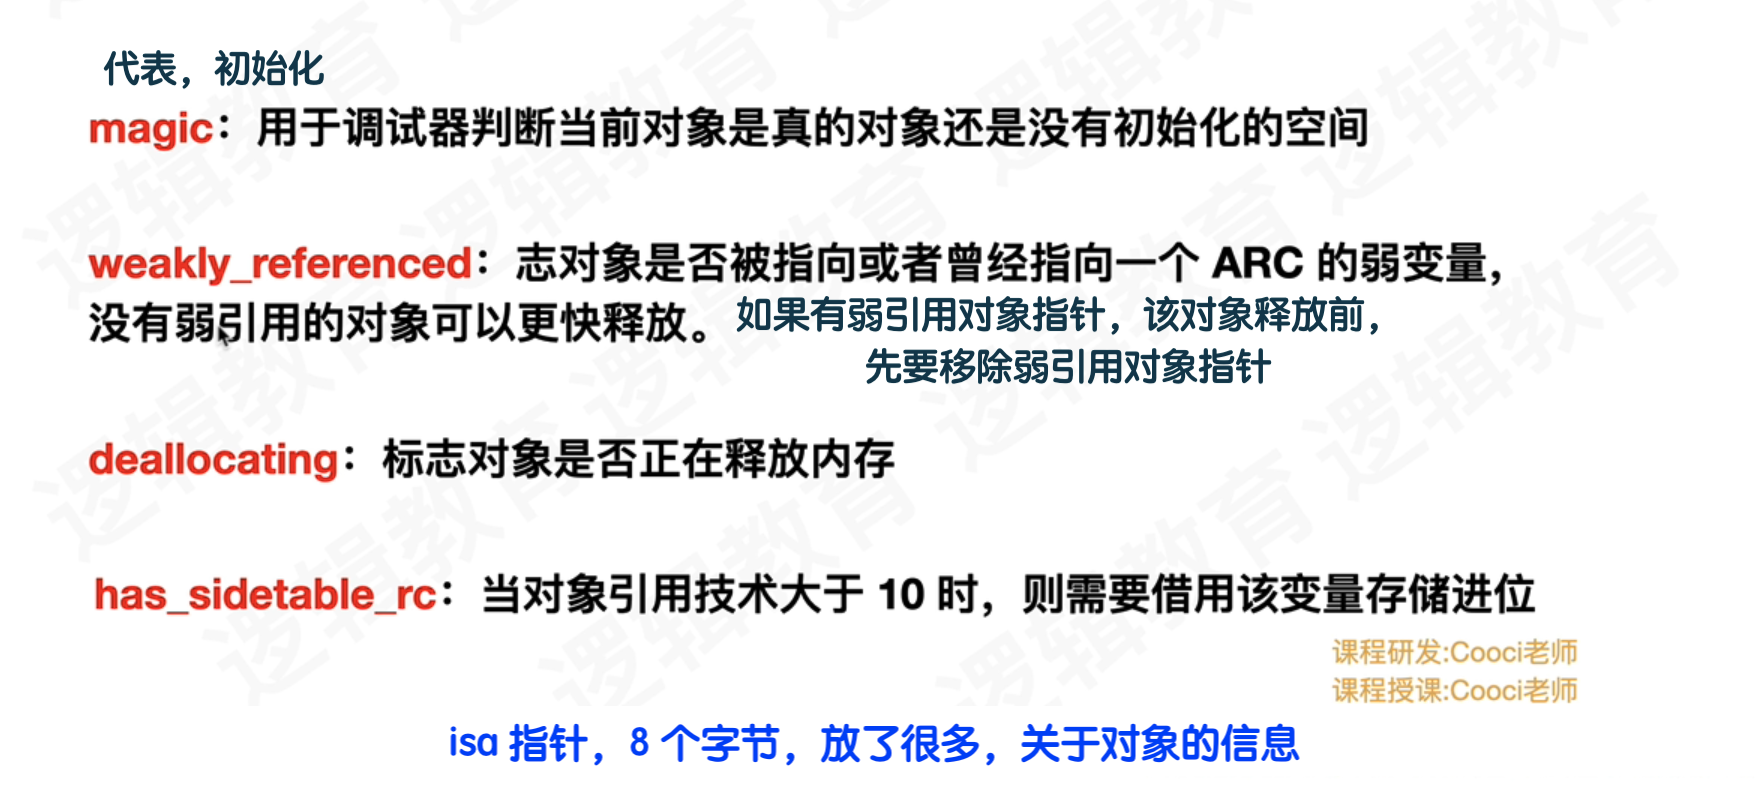 代表，初始化
magic：用于调试器判断当前对象是真的对象还是没有初始化的空间
weakly_referenced：志对象是否被指向或者曾经指向一个 ARC 的弱变量，
没有弱引用的对象可以更快释放。
如果有弱引用对象指针，该对象释放前，
先要移除弱引用对象指针
deallocating：标志对象是否正在释放内存
has_sidetable_rc：当对象引用技术大于 10 时，则需要借用该变量存储进位
课程研发:Cooci老师
课程授课:Cooci老师
isa 指针，8 个字节，放了很多，关于对象的信息
逻辑教育